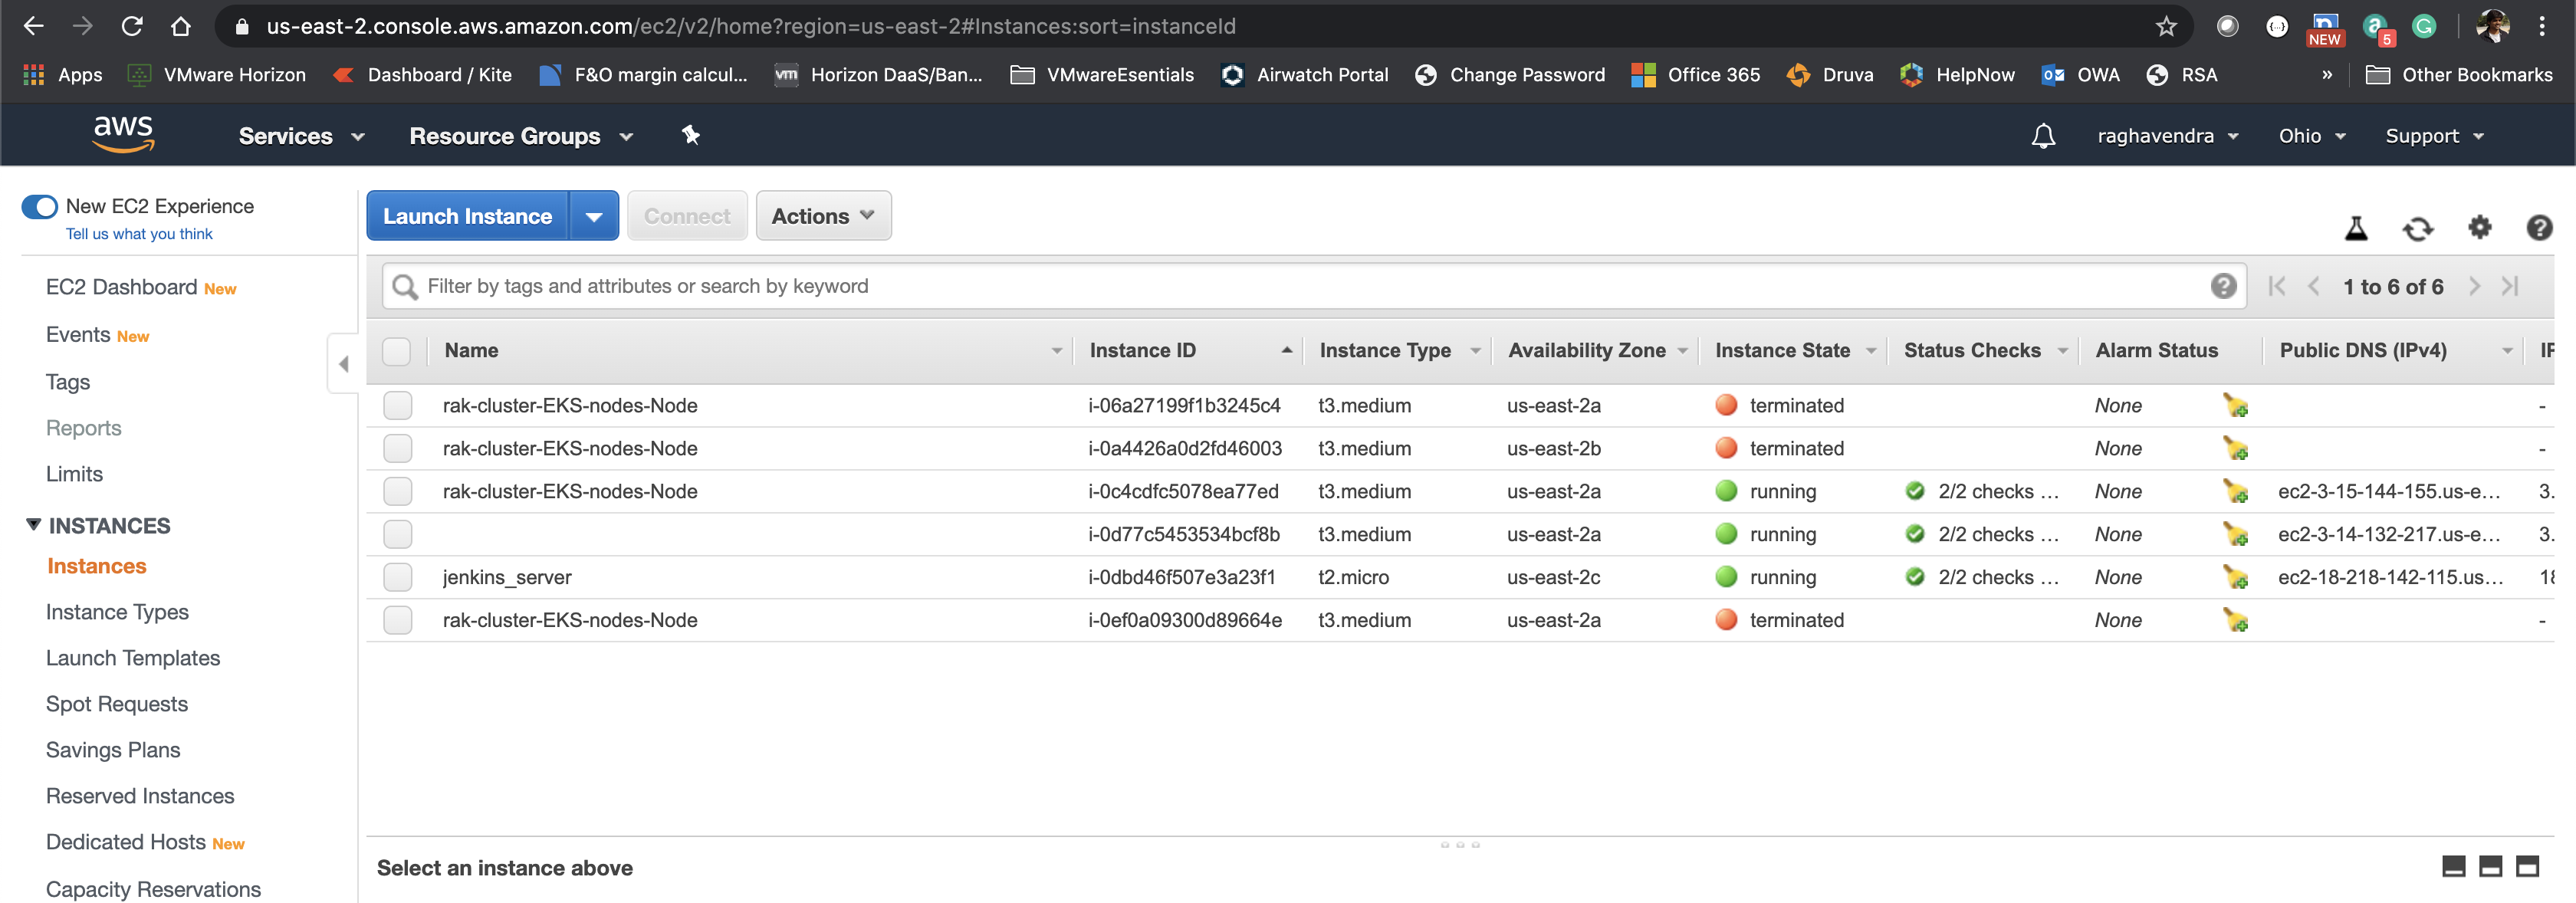 us-east-2.console.aws.amazon.com/ec2/v2/home?region=us-east-2#Instances:sort=instanceId
NEW
5
Apps VMware Horizon Dashboard / Kite F&O margin calcul... vm Horizon DaaS/Ban... VMwareEsentials Airwatch Portal Change Password Office 365 Druva HelpNow OWA RSA » Other Bookmarks
aws Services Resource Groups raghavendra Ohio Support
New EC2 Experience
Tell us what you think
EC2 Dashboard New
Events New
Tags
Reports
Limits
INSTANCES
Instances
Instance Types
Launch Templates
Spot Requests
Savings Plans
Reserved Instances
Dedicated Hosts New
Capacity Reservations
Launch Instance Connect Actions
Filter by tags and attributes or search by keyword
1 to 6 of 6
Name Instance ID Instance Type Availability Zone Instance State Status Checks Alarm Status Public DNS (IPv4)
rak-cluster-EKS-nodes-Node i-06a27199f1b3245c4 t3.medium us-east-2a terminated None -
rak-cluster-EKS-nodes-Node i-0a4426a0d2fd46003 t3.medium us-east-2b terminated None -
rak-cluster-EKS-nodes-Node i-0c4cdfc5078ea77ed t3.medium us-east-2a running 2/2 checks ... None ec2-3-15-144-155.us-e... 3.
i-0d77c5453534bcf8b t3.medium us-east-2a running 2/2 checks ... None ec2-3-14-132-217.us-e... 3.
jenkins_server i-0dbd46f507e3a23f1 t2.micro us-east-2c running 2/2 checks ... None ec2-18-218-142-115.us... 18
rak-cluster-EKS-nodes-Node i-0ef0a09300d89664e t3.medium us-east-2a terminated None -
Select an instance above